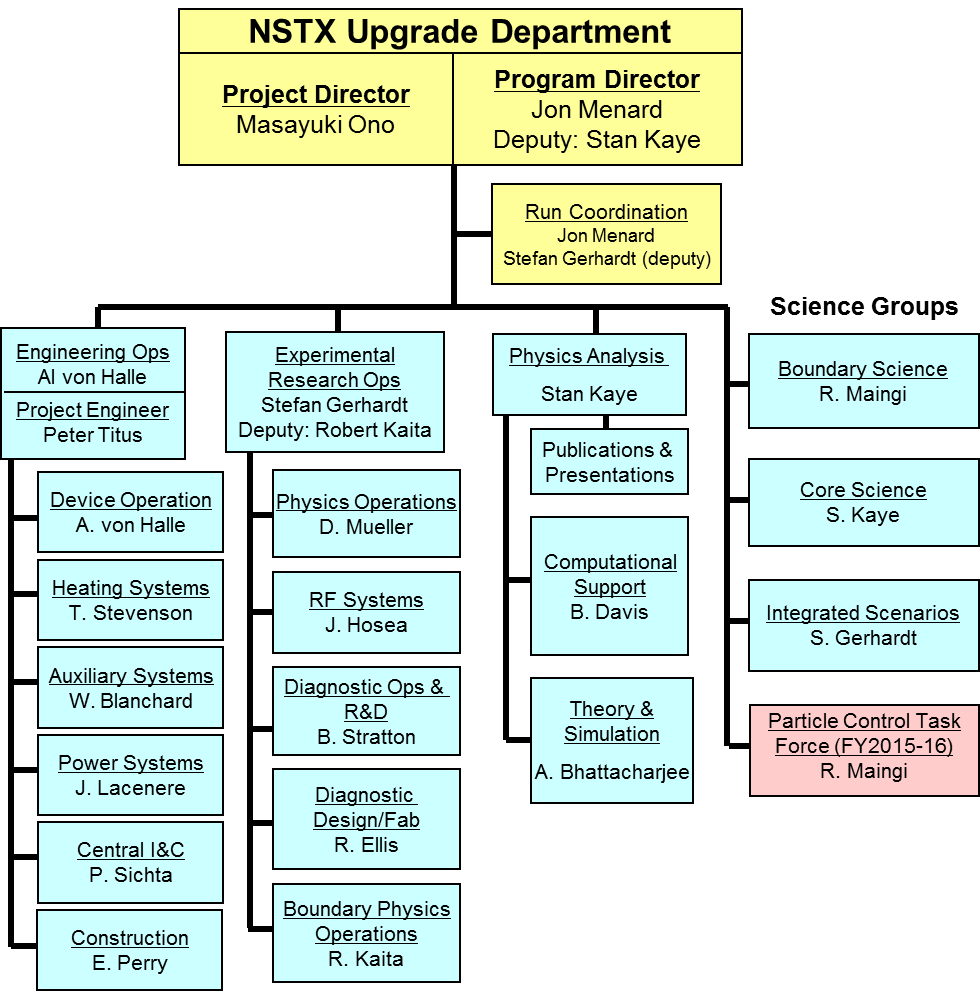 NSTX Upgrade Department
Project Director
Masayuki Ono
Program Director
Jon Menard
Deputy: Stan Kaye
Run Coordination
Jon Menard
Stefan Gerhardt (deputy)
Engineering Ops
Al von Halle
Project Engineer
Peter Titus
Device Operation
A. von Halle
Heating Systems
T. Stevenson
Auxiliary Systems
W. Blanchard
Power Systems
J. Lacenere
Central I&C
P. Sichta
Construction
E. Perry
Experimental
Research Ops
Stefan Gerhardt
Deputy: Robert Kaita
Physics Operations
D. Mueller
RF Systems
J. Hosea
Diagnostic Ops &
R&D
B. Stratton
Diagnostic
Design/Fab
R. Ellis
Boundary Physics
Operations
R. Kaita
Physics Analysis
Stan Kaye
Publications &
Presentations
Computational
Support
B. Davis
Theory &
Simulation
A. Bhattacharjee
Science Groups
Boundary Science
R. Maingi
Core Science
S. Kaye
Integrated Scenarios
S. Gerhardt
Particle Control Task
Force (FY2015-16)
R. Maingi